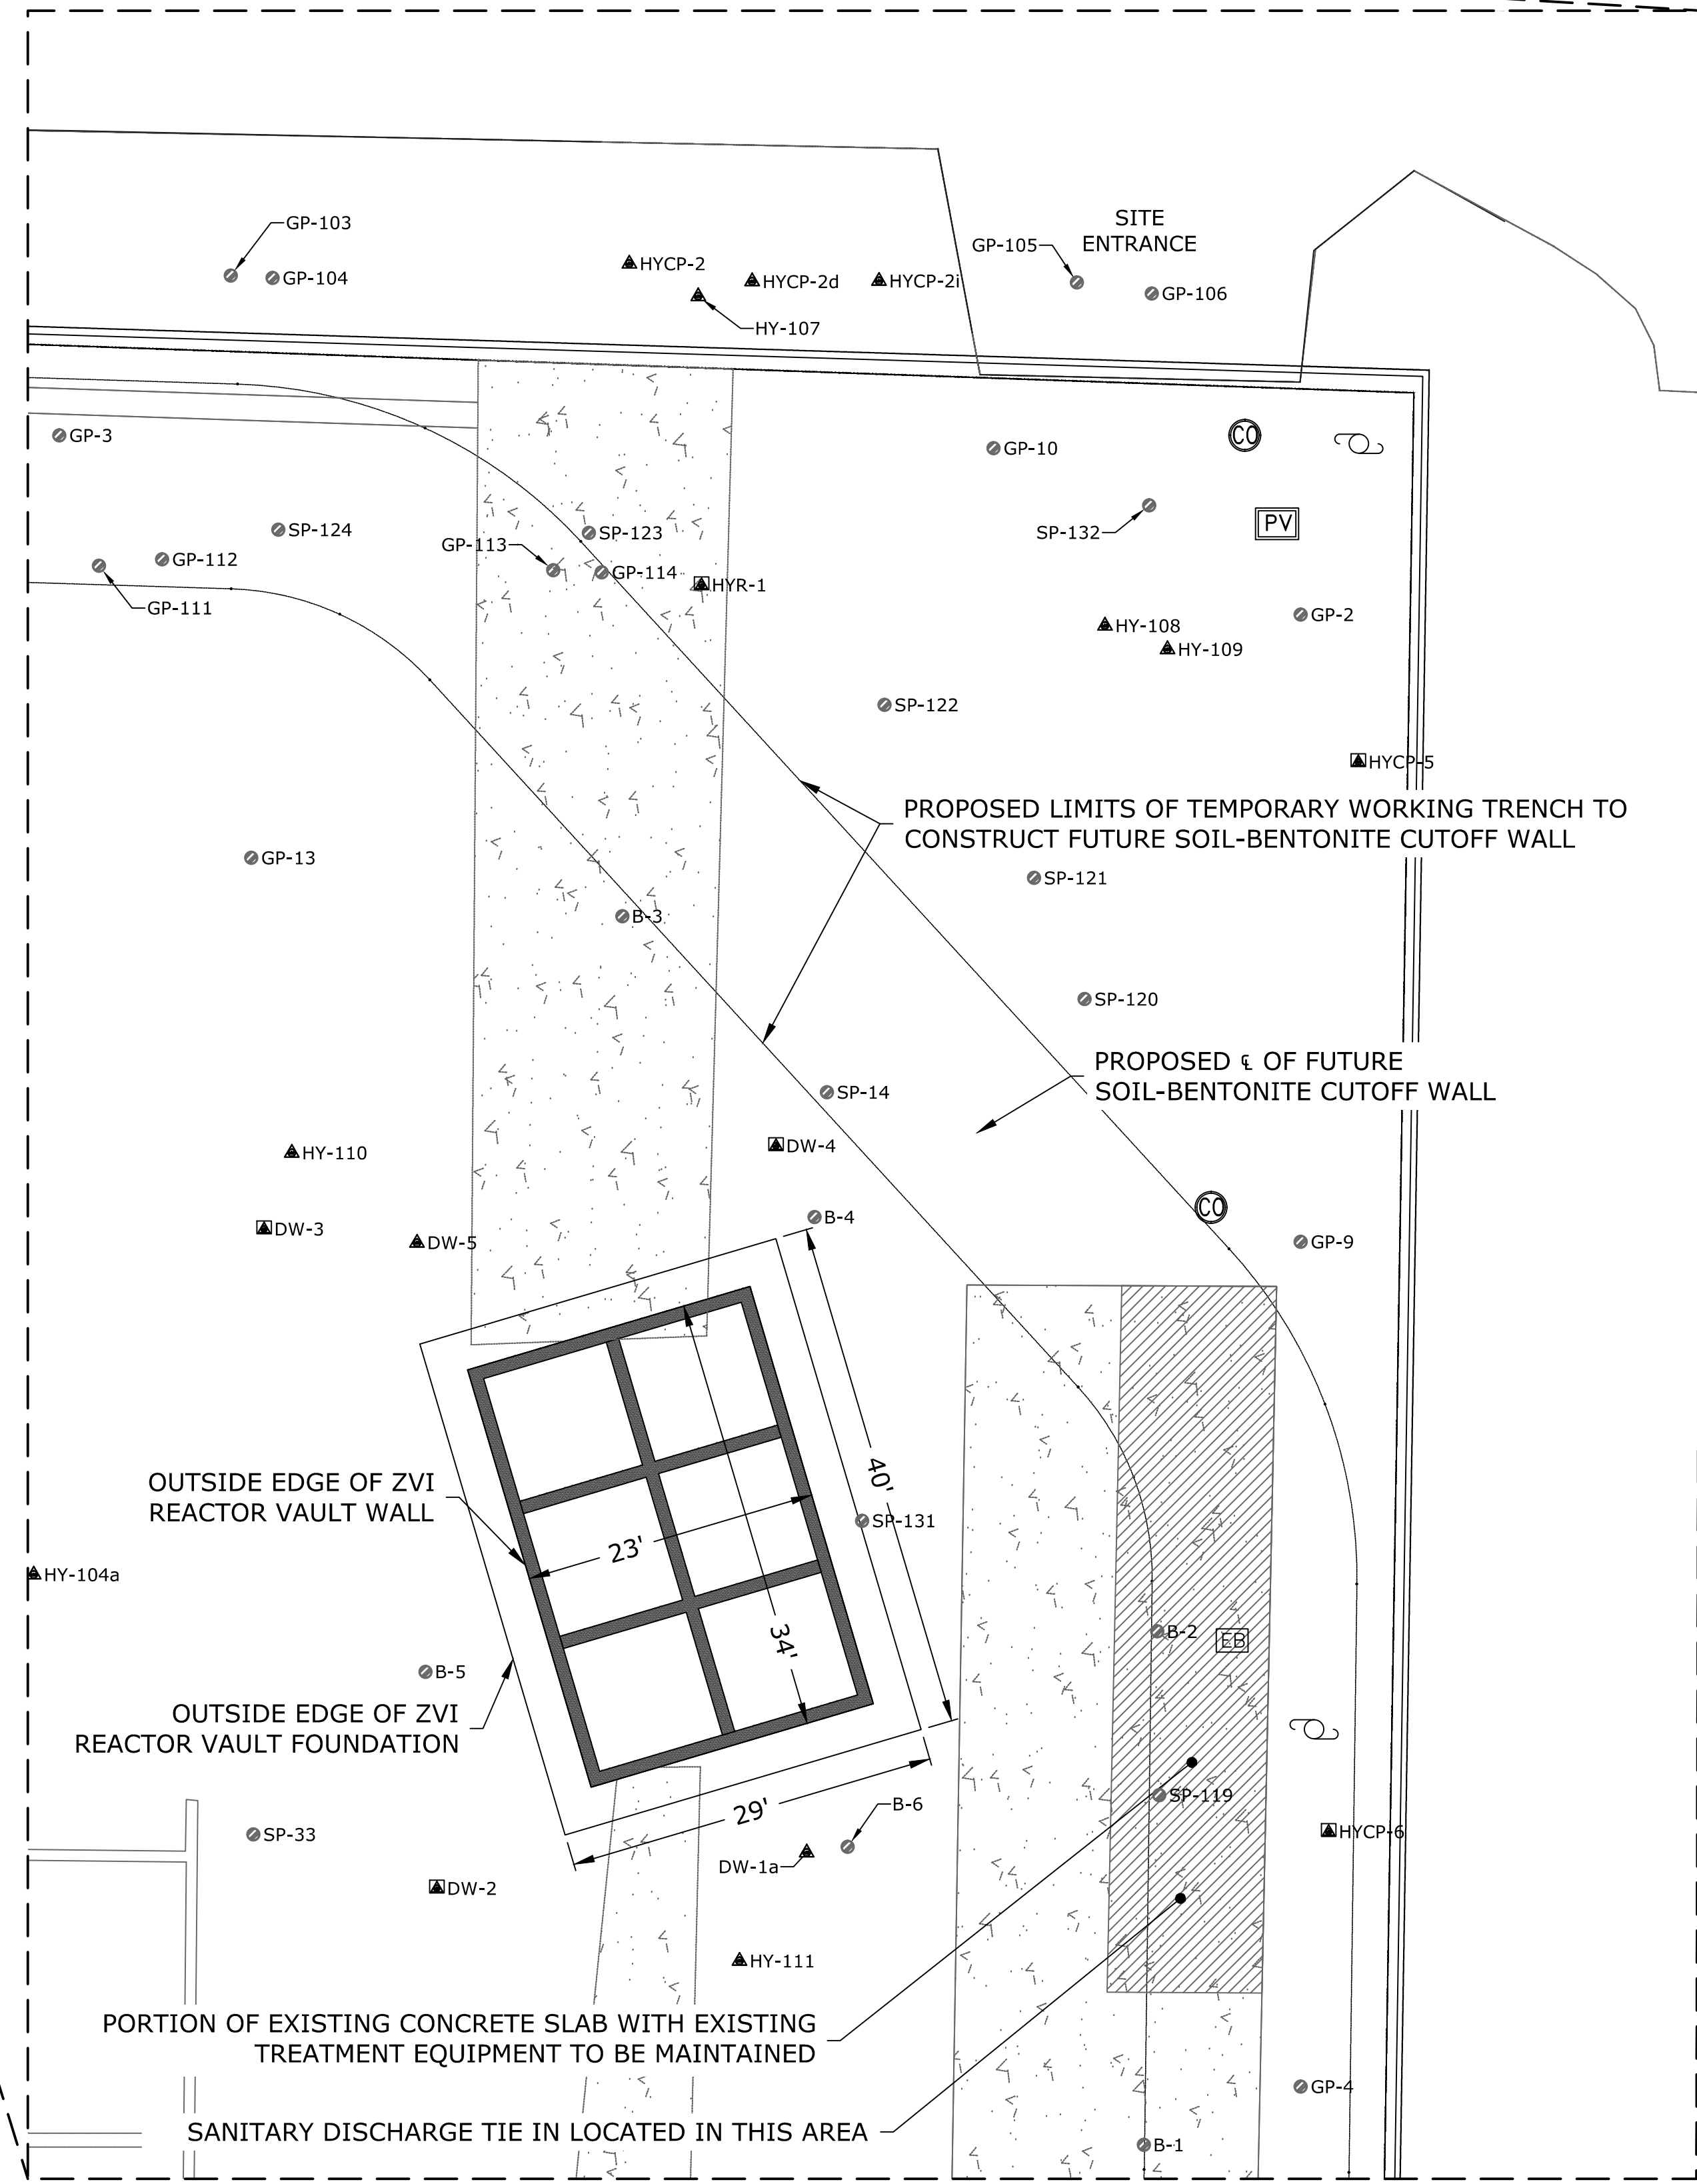 GP-103
SITE
ENTRANCE
GP-105
GP-104
HYCP-2
HYCP-2d
HYCP-2i
GP-106
HY-107
GP-3
GP-10
CO
SP-124
SP-123
SP-132
PV
GP-113
GP-112
GP-114
HYR-1
GP-111
GP-2
HY-108
HY-109
SP-122
HYCP-5
PROPOSED LIMITS OF TEMPORARY WORKING TRENCH TO
CONSTRUCT FUTURE SOIL-BENTONITE CUTOFF WALL
GP-13
SP-121
B-3
SP-120
PROPOSED ℄ OF FUTURE
SOIL-BENTONITE CUTOFF WALL
SP-14
HY-110
DW-4
CO
B-4
DW-3
DW-5
GP-9
OUTSIDE EDGE OF ZVI
REACTOR VAULT WALL
40'
SP-131
23'
HY-104a
34'
B-2
EB
B-5
OUTSIDE EDGE OF ZVI
REACTOR VAULT FOUNDATION
SP-119
29'
B-6
SP-33
HYCP-6
DW-1a
DW-2
HY-111
PORTION OF EXISTING CONCRETE SLAB WITH EXISTING
TREATMENT EQUIPMENT TO BE MAINTAINED
GP-4
SANITARY DISCHARGE TIE IN LOCATED IN THIS AREA
B-1